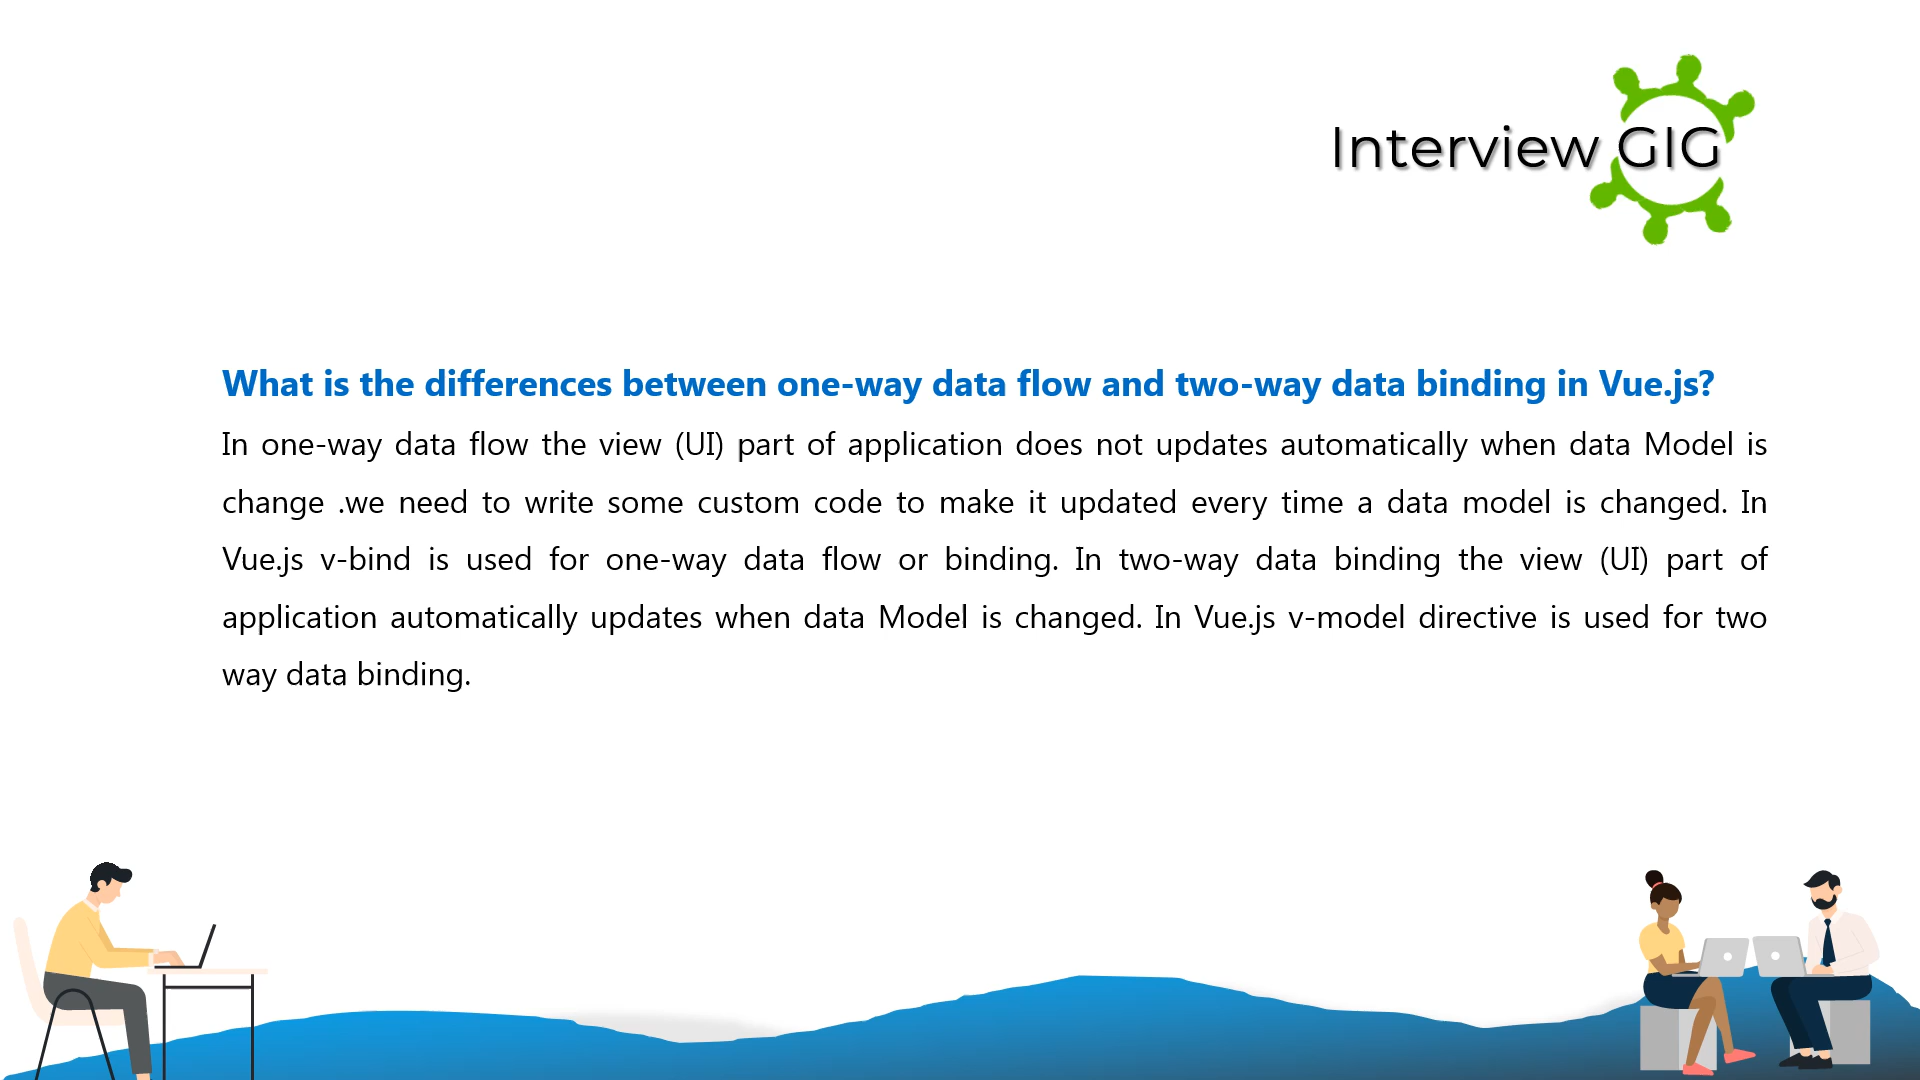 Interview GIG
What is the differences between one-way data flow and two-way data binding in Vue.js?
In one-way data flow the view (UI) part of application does not updates automatically when data Model is
change .we need to write some custom code to make it updated every time a data model is changed. In
Vue.js v-bind is used for one-way data flow or binding. In two-way data binding the view (UI) part of
application automatically updates when data Model is changed. In Vue.js v-model directive is used for two
way data binding.